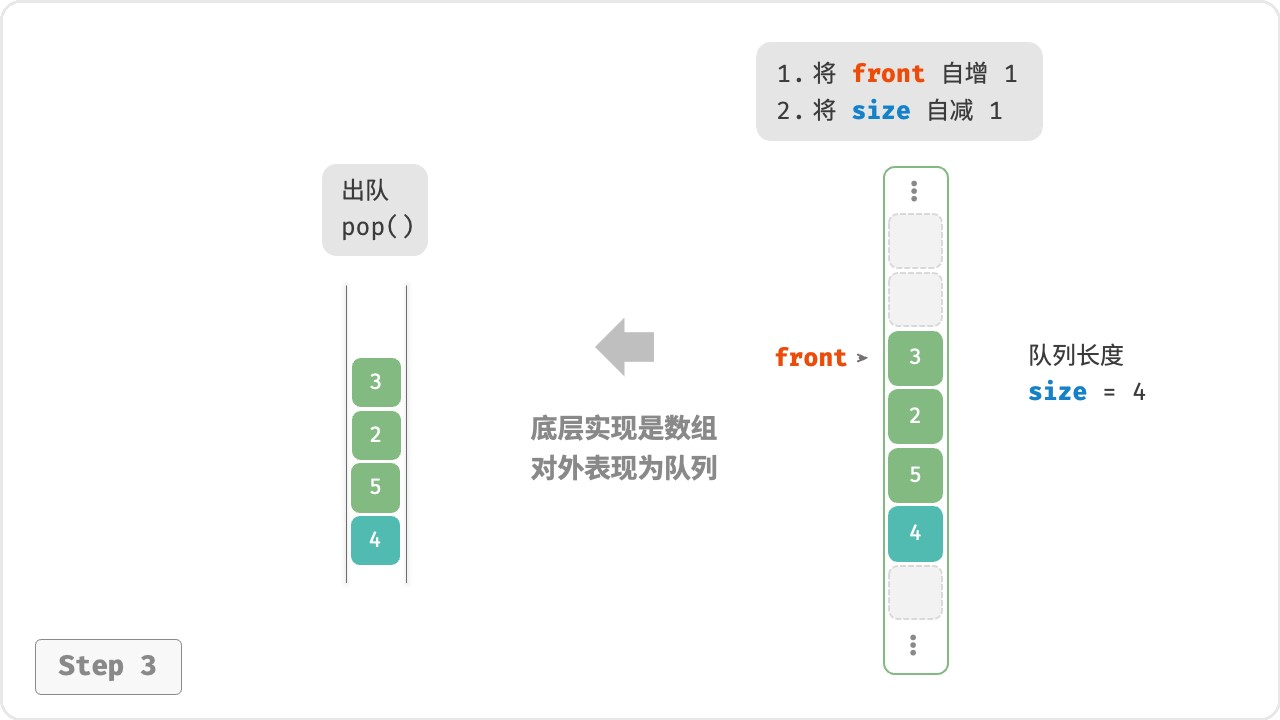 1. 将 front 自增 1
2. 将 size 自减 1
出队
pop()
3
2
5
4
底层实现是数组
对外表现为队列
front
3
2
5
4
队列长度
size = 4
Step 3